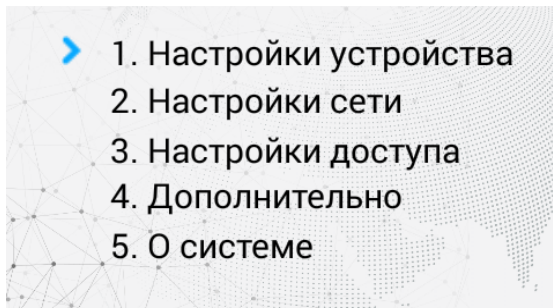 1. Настройки устройства
2. Настройки сети
3. Настройки доступа
4. Дополнительно
5. О системе